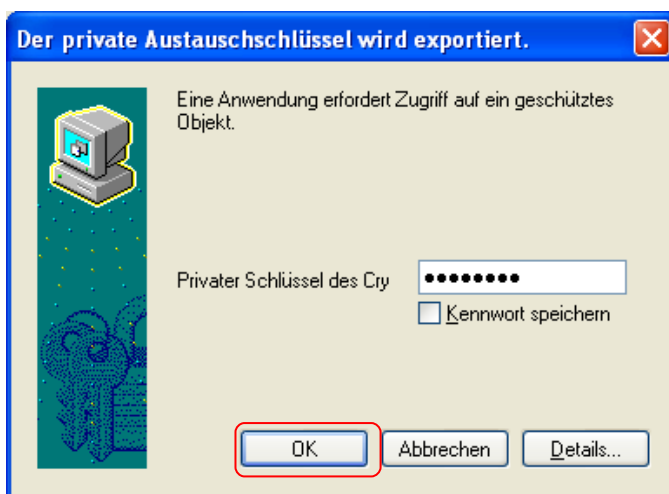 Der private Austauschschlüssel wird exportiert.
Eine Anwendung erfordert Zugriff auf ein geschütztes
Objekt.
Privater Schlüssel des Cry ●●●●●●●●
Kennwort speichern
OK Abbrechen Details...